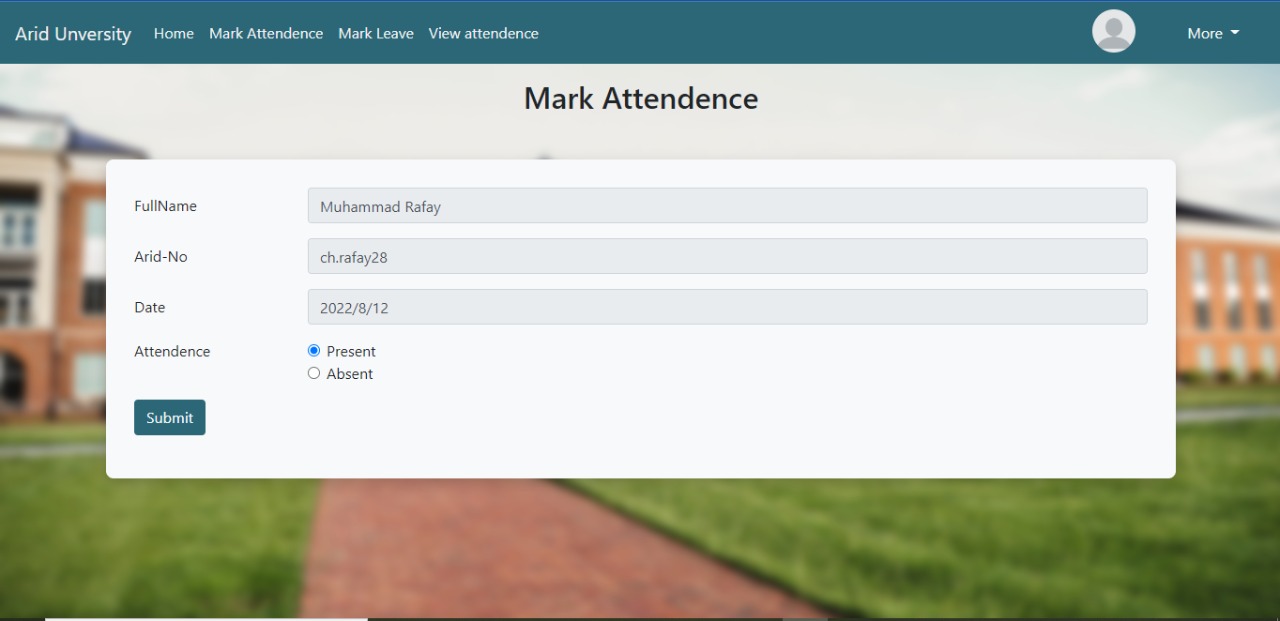 Arid Unversity Home Mark Attendence Mark Leave View attendence More
Mark Attendence
FullName Muhammad Rafay
Arid-No ch.rafay28
Date 2022/8/12
Attendence Present
Absent
Submit